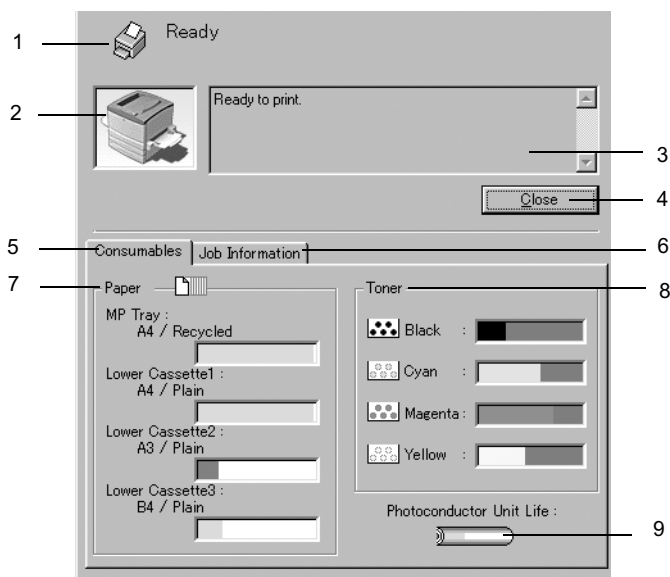 1
Ready
2
Ready to print.
3
Close
4
5
Consumables
Job Information
6
7
Paper
Toner
8
MP Tray :
A4 / Recycled
Black :
Lower Cassette1 :
A4 / Plain
Cyan :
Lower Cassette2 :
A3 / Plain
Magenta :
Lower Cassette3 :
B4 / Plain
Yellow :
Photoconductor Unit Life :
9